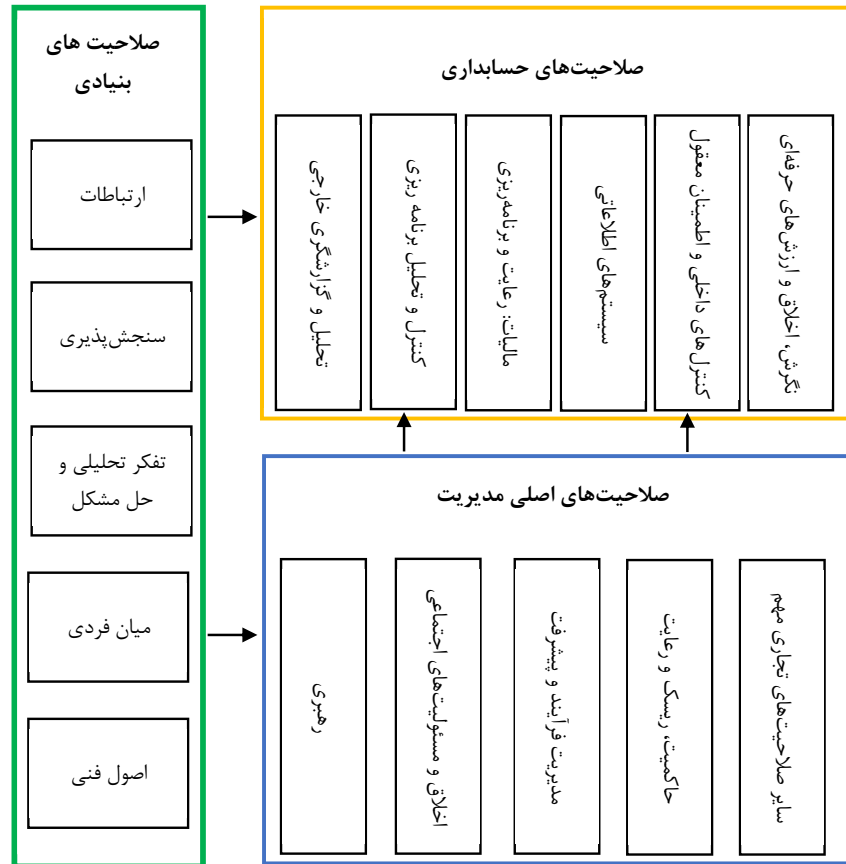 صلاحیت های
بنیادی
ارتباطات
سنجش‌پذیری
تفکر تحلیلی و
حل مشکل
میان فردی
اصول فنی
صلاحیت‌های حسابداری
نگرش، اخلاق و ارزش‌های حرفه‌ای
کنترل‌های داخلی و اطمینان معقول
سیستم‌های اطلاعاتی
مالیات: رعایت و برنامه‌ریزی
کنترل و تحلیل برنامه ریزی
تحلیل و گزارشگری خارجی
صلاحیت‌های اصلی مدیریت
سایر صلاحیت‌های تجاری مهم
حاکمیت، ریسک و رعایت
مدیریت فرآیند و پیشرفت
اخلاق و مسئولیت‌های اجتماعی
رهبری